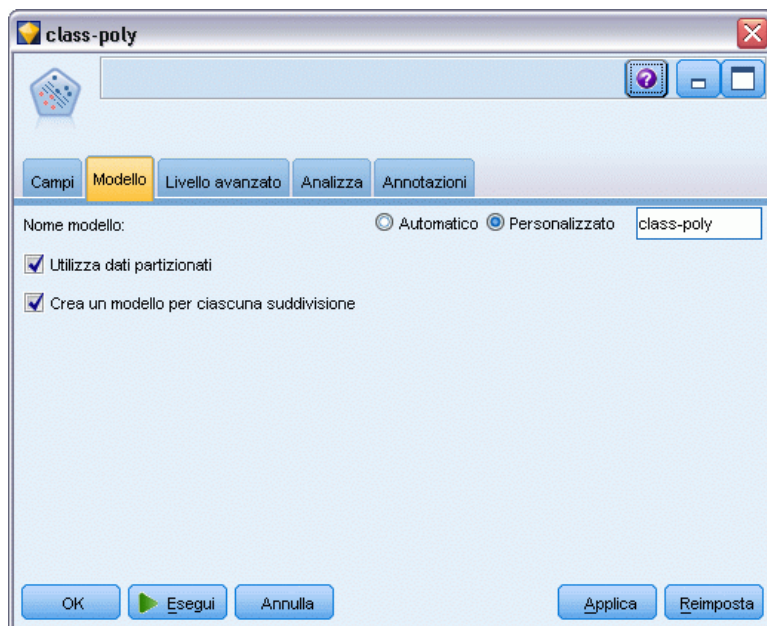 class-poly
Campi Modello Livello avanzato Analizza Annotazioni
Nome modello: Automatico Personalizzato class-poly
Utilizza dati partizionati
Crea un modello per ciascuna suddivisione
OK Esegui Annulla Applica Reimposta